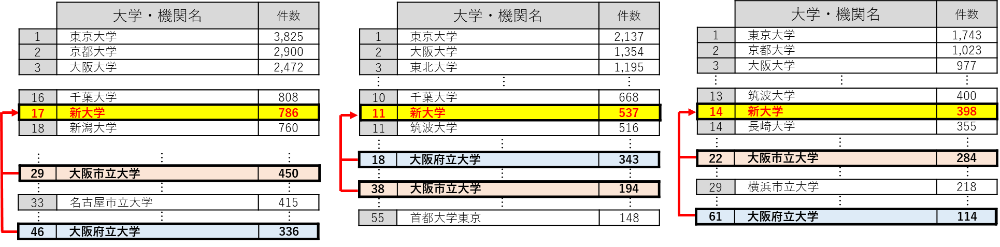 大学・機関名 件数
1 東京大学 3,825
2 京都大学 2,900
3 大阪大学 2,472
16 千葉大学 808
17 新大学 786
18 新潟大学 760
⋮ ⋮ ⋮
29 大阪市立大学 450
⋮ ⋮ ⋮
33 名古屋市立大学 415
⋮ ⋮ ⋮
46 大阪府立大学 336
大学・機関名 件数
1 東京大学 2,137
2 大阪大学 1,354
3 東北大学 1,195
⋮ ⋮ ⋮
10 千葉大学 668
11 新大学 537
11 筑波大学 516
⋮ ⋮ ⋮
18 大阪府立大学 343
⋮ ⋮ ⋮
38 大阪市立大学 194
⋮ ⋮ ⋮
55 首都大学東京 148
大学・機関名 件数
1 東京大学 1,743
2 京都大学 1,023
3 大阪大学 977
⋮ ⋮ ⋮
13 筑波大学 400
14 新大学 398
14 長崎大学 355
⋮ ⋮ ⋮
22 大阪市立大学 284
⋮ ⋮ ⋮
29 横浜市立大学 218
⋮ ⋮ ⋮
61 大阪府立大学 114